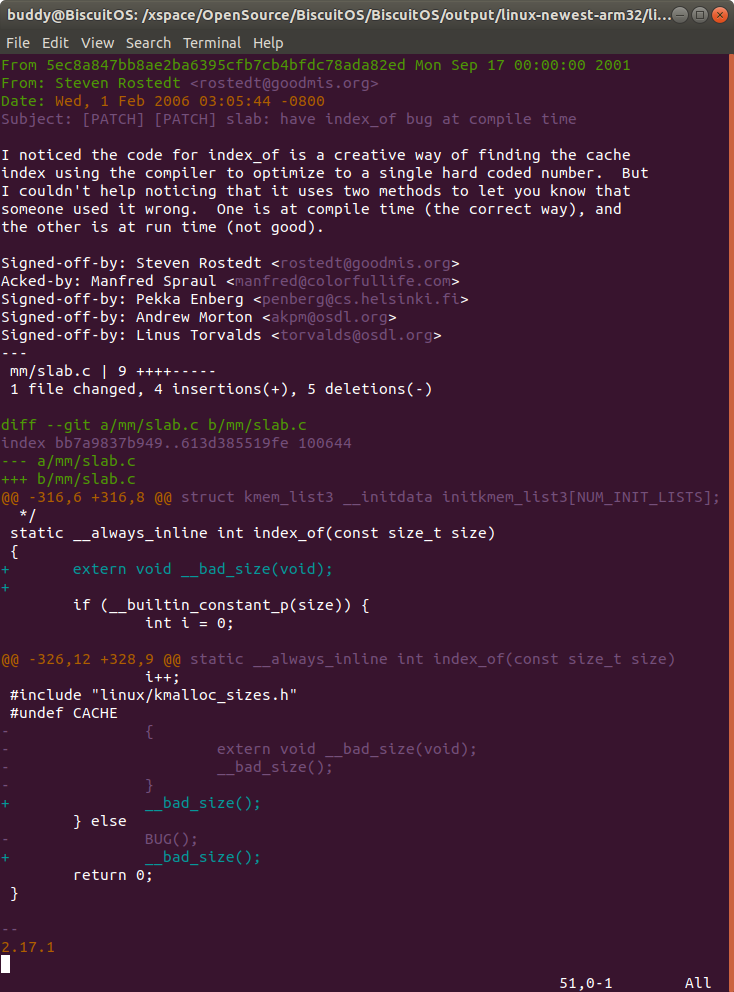 buddy@BiscuitOS: /xspace/OpenSource/BiscuitOS/BiscuitOS/output/linux-newest-arm32/li...
File Edit View Search Terminal Help
From 5ec8a847bb8ae2ba6395cfb7cb4bfdc78ada82ed Mon Sep 17 00:00:00 2001
From: Steven Rostedt <rostedt@goodmis.org>
Date: Wed, 1 Feb 2006 03:05:44 -0800
Subject: [PATCH] [PATCH] slab: have index_of bug at compile time

I noticed the code for index_of is a creative way of finding the cache
index using the compiler to optimize to a single hard coded number.  But
I couldn't help noticing that it uses two methods to let you know that
someone used it wrong.  One is at compile time (the correct way), and
the other is at run time (not good).

Signed-off-by: Steven Rostedt <rostedt@goodmis.org>
Acked-by: Manfred Spraul <manfred@colorfullife.com>
Signed-off-by: Pekka Enberg <penberg@cs.helsinki.fi>
Signed-off-by: Andrew Morton <akpm@osdl.org>
Signed-off-by: Linus Torvalds <torvalds@osdl.org>
---
 mm/slab.c | 9 ++++-----
 1 file changed, 4 insertions(+), 5 deletions(-)

diff --git a/mm/slab.c b/mm/slab.c
index bb7a9837b949..613d385519fe 100644
--- a/mm/slab.c
+++ b/mm/slab.c
@@ -316,6 +316,8 @@ struct kmem_list3 __initdata initkmem_list3[NUM_INIT_LISTS];
  */
 static __always_inline int index_of(const size_t size)
 {
+       extern void __bad_size(void);
+
        if (__builtin_constant_p(size)) {
                int i = 0;

@@ -326,12 +328,9 @@ static __always_inline int index_of(const size_t size)
                i++;
 #include "linux/kmalloc_sizes.h"
 #undef CACHE
-               {
-                       extern void __bad_size(void);
-                       __bad_size();
-               }
+               __bad_size();
        } else
-               BUG();
+               __bad_size();
        return 0;
 }

--
2.17.1
51,0-1        All